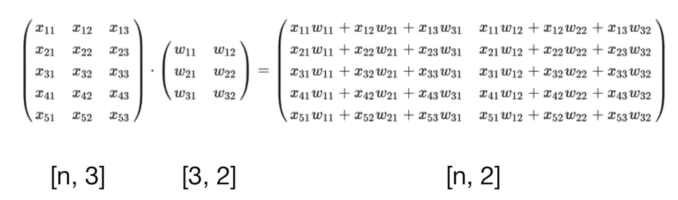 x11 x12 x13
x21 x22 x23
x31 x32 x33
x41 x42 x43
x51 x52 x53
·
w11 w12
w21 w22
w31 w32
=
x11w11 + x12w21 + x13w31 x11w12 + x12w22 + x13w32
x21w11 + x22w21 + x23w31 x21w12 + x22w22 + x23w32
x31w11 + x32w21 + x33w31 x31w12 + x32w22 + x33w32
x41w11 + x42w21 + x43w31 x41w12 + x42w22 + x43w32
x51w11 + x52w21 + x53w31 x51w12 + x52w22 + x53w32
[n, 3] [3, 2] [n, 2]